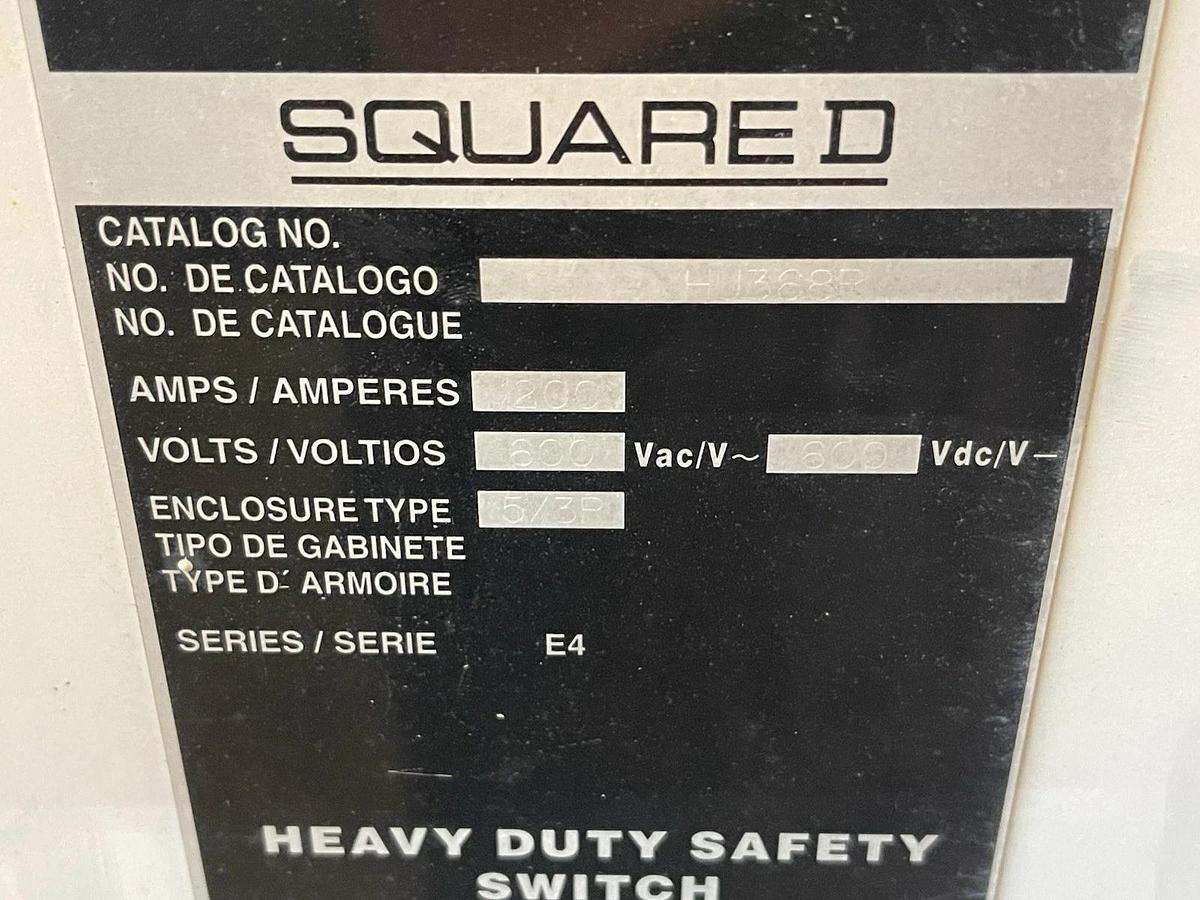 SQUARE D
CATALOG NO.
NO. DE CATALOGO HU368R
NO. DE CATALOGUE
AMPS / AMPERES 1200
VOLTS / VOLTIOS 600 Vac/V~ 600 Vdc/V—
ENCLOSURE TYPE 5/3R
TIPO DE GABINETE
TYPE D´ ARMOIRE
SERIES / SERIE E4
HEAVY DUTY SAFETY
SWITCH